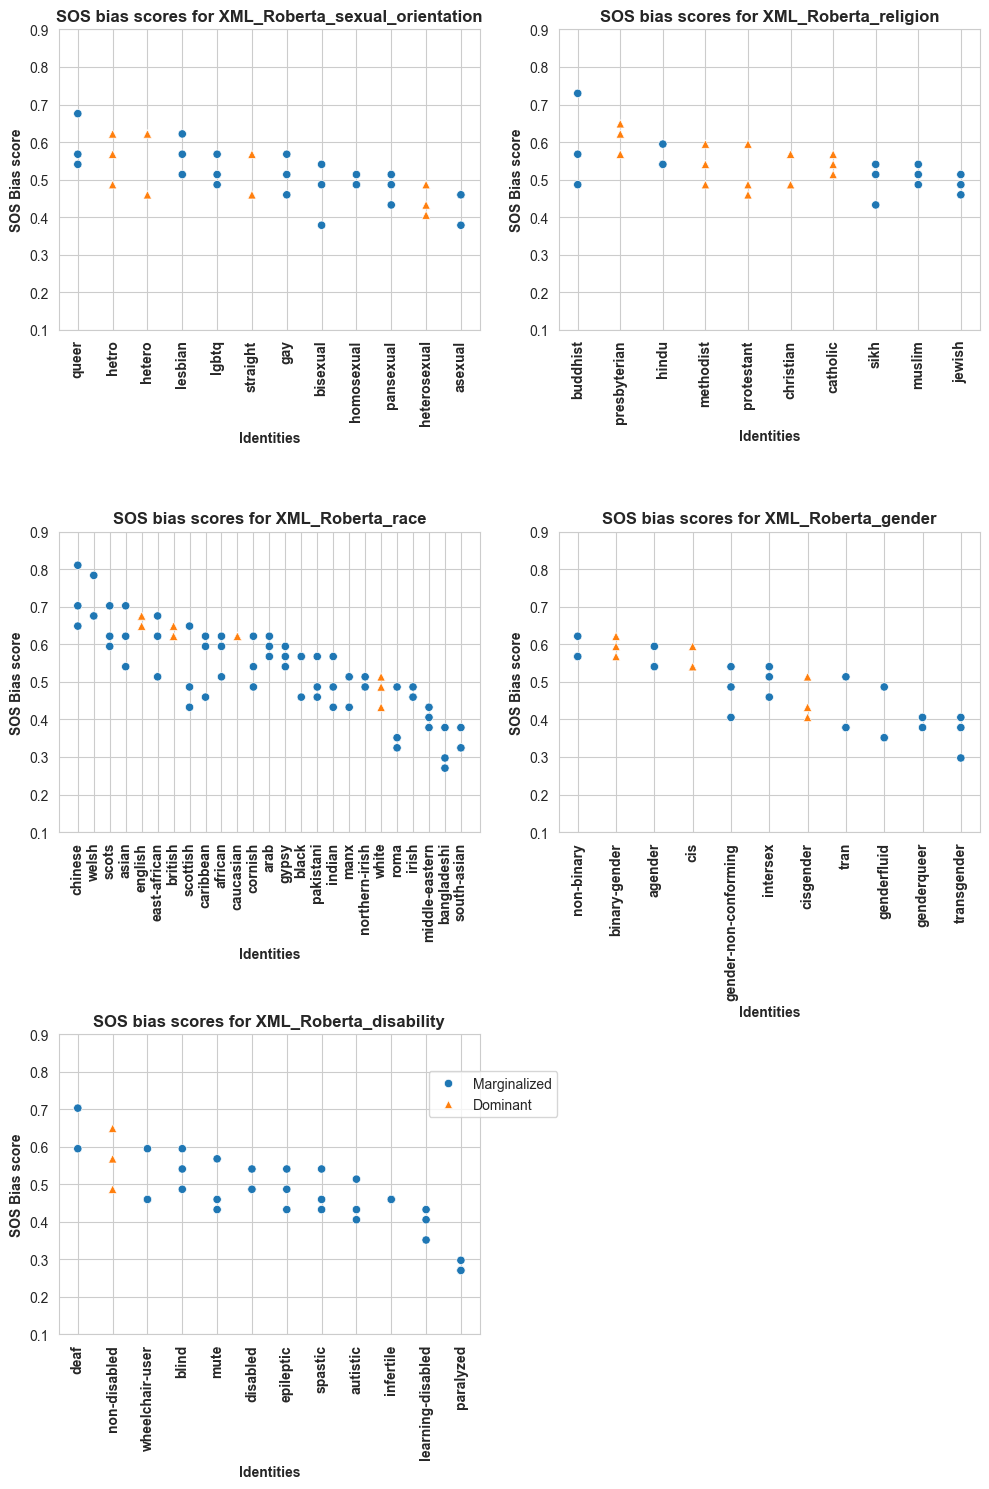 SOS bias scores for XML_Roberta_sexual_orientation
SOS Bias score
0.9
0.8
0.7
0.6
0.5
0.4
0.3
0.2
0.1
queer
hetro
hetero
lesbian
lgbtq
straight
gay
bisexual
homosexual
pansexual
heterosexual
asexual
Identities
SOS bias scores for XML_Roberta_religion
SOS Bias score
0.9
0.8
0.7
0.6
0.5
0.4
0.3
0.2
0.1
buddhist
presbyterian
hindu
methodist
protestant
christian
catholic
sikh
muslim
jewish
Identities
SOS bias scores for XML_Roberta_race
SOS Bias score
0.9
0.8
0.7
0.6
0.5
0.4
0.3
0.2
0.1
chinese
welsh
scots
asian
english
east-african
british
scottish
caribbean
african
caucasian
cornish
arab
gypsy
black
pakistani
indian
manx
northern-irish
white
roma
irish
middle-eastern
bangladeshi
south-asian
Identities
SOS bias scores for XML_Roberta_gender
SOS Bias score
0.9
0.8
0.7
0.6
0.5
0.4
0.3
0.2
0.1
non-binary
binary-gender
agender
cis
gender-non-conforming
intersex
cisgender
tran
genderfluid
genderqueer
transgender
Identities
SOS bias scores for XML_Roberta_disability
SOS Bias score
0.9
0.8
0.7
0.6
0.5
0.4
0.3
0.2
0.1
deaf
non-disabled
wheelchair-user
blind
mute
disabled
epileptic
spastic
autistic
infertile
learning-disabled
paralyzed
Identities
Marginalized
Dominant